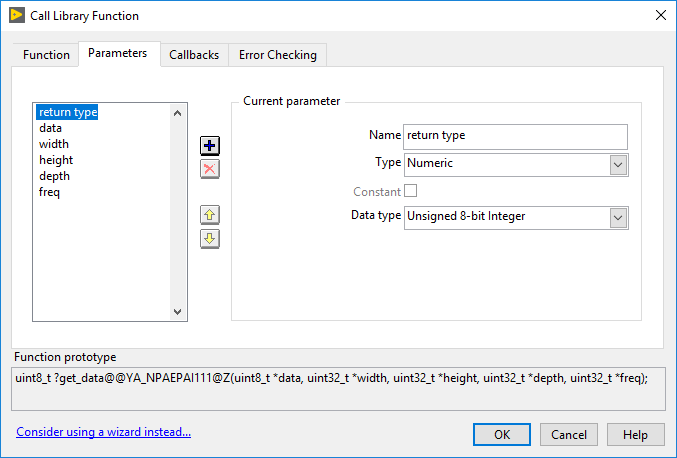 Call Library Function
Function
Parameters
Callbacks
Error Checking
return type
data
width
height
depth
freq
Current parameter
Name return type
Type Numeric
Constant
Data type Unsigned 8-bit Integer
Function prototype
uint8_t ?get_data@@YA_NPAEPAI111@Z(uint8_t *data, uint32_t *width, uint32_t *height, uint32_t *depth, uint32_t *freq);
Consider using a wizard instead...
OK
Cancel
Help